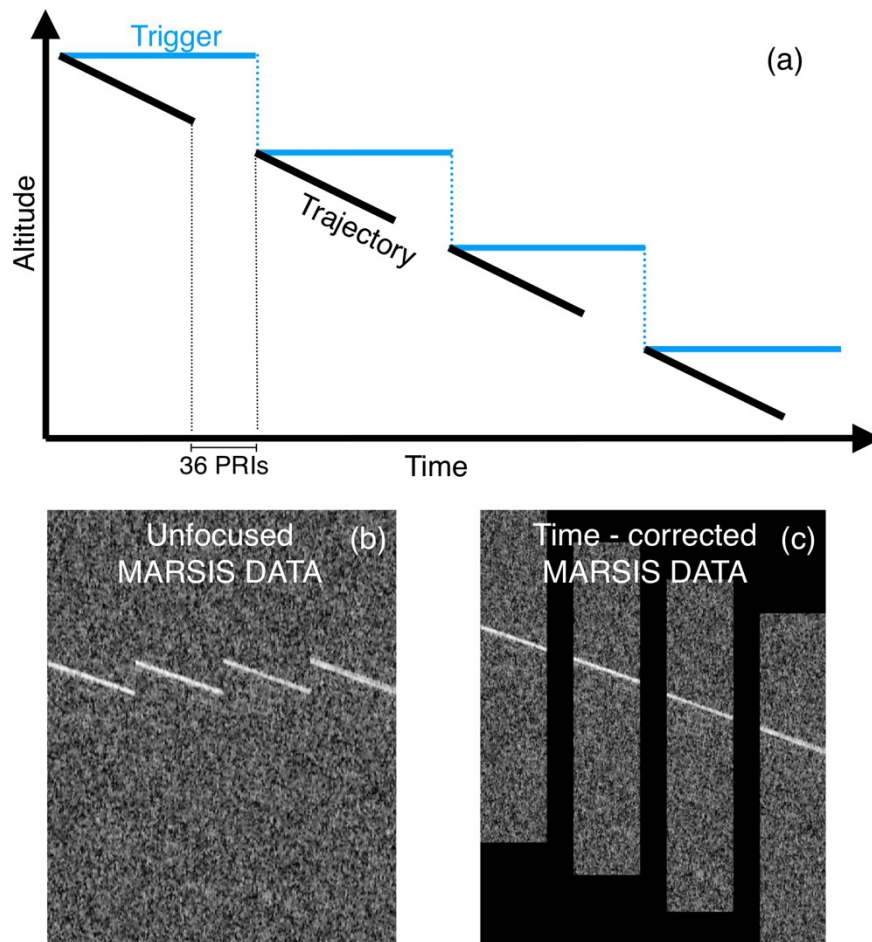 Trigger
(a)
Trajectory
Altitude
36 PRIs
Time
Unfocused
MARSIS DATA
(b)
Time - corrected
MARSIS DATA
(c)